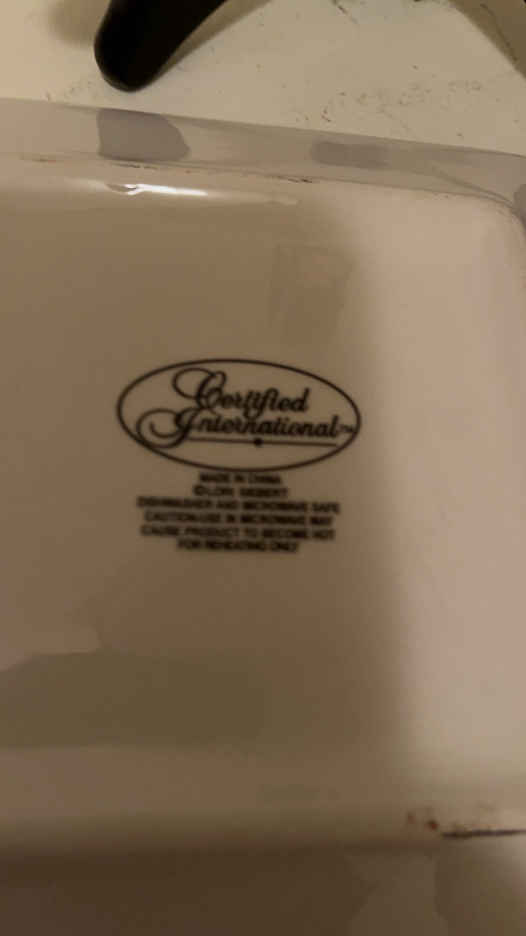 Certified
International™
MADE IN CHINA
©LORI SIEBERT
DISHWASHER AND MICROWAVE SAFE
CAUTION:USE IN MICROWAVE MAY
CAUSE PRODUCT TO BECOME HOT
FOR REHEATING ONLY